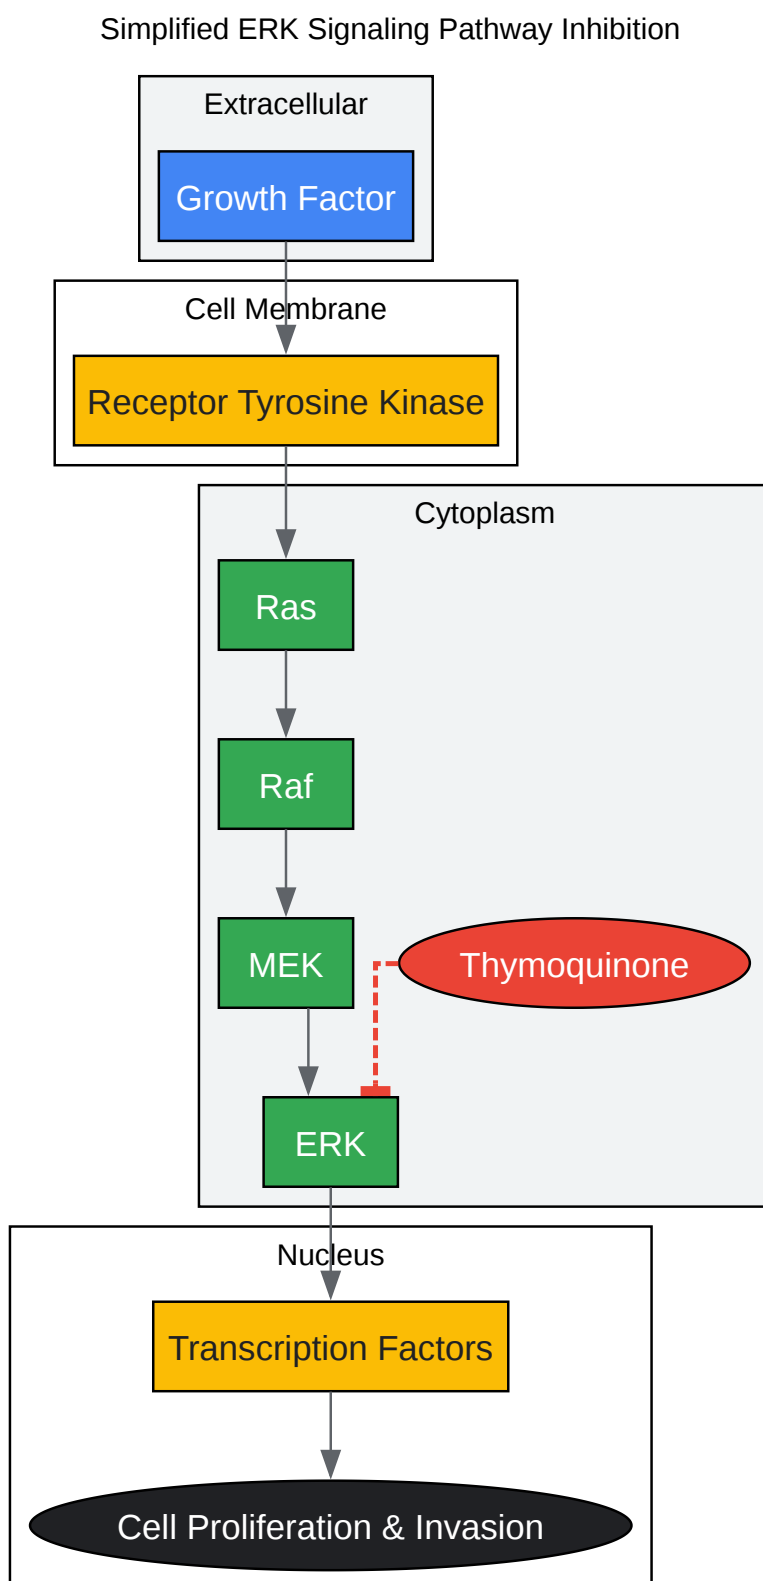 Simplified ERK Signaling Pathway Inhibition
Extracellular
Growth Factor
Cell Membrane
Receptor Tyrosine Kinase
Cytoplasm
Ras
Raf
MEK
Thymoquinone
ERK
Nucleus
Transcription Factors
Cell Proliferation & Invasion